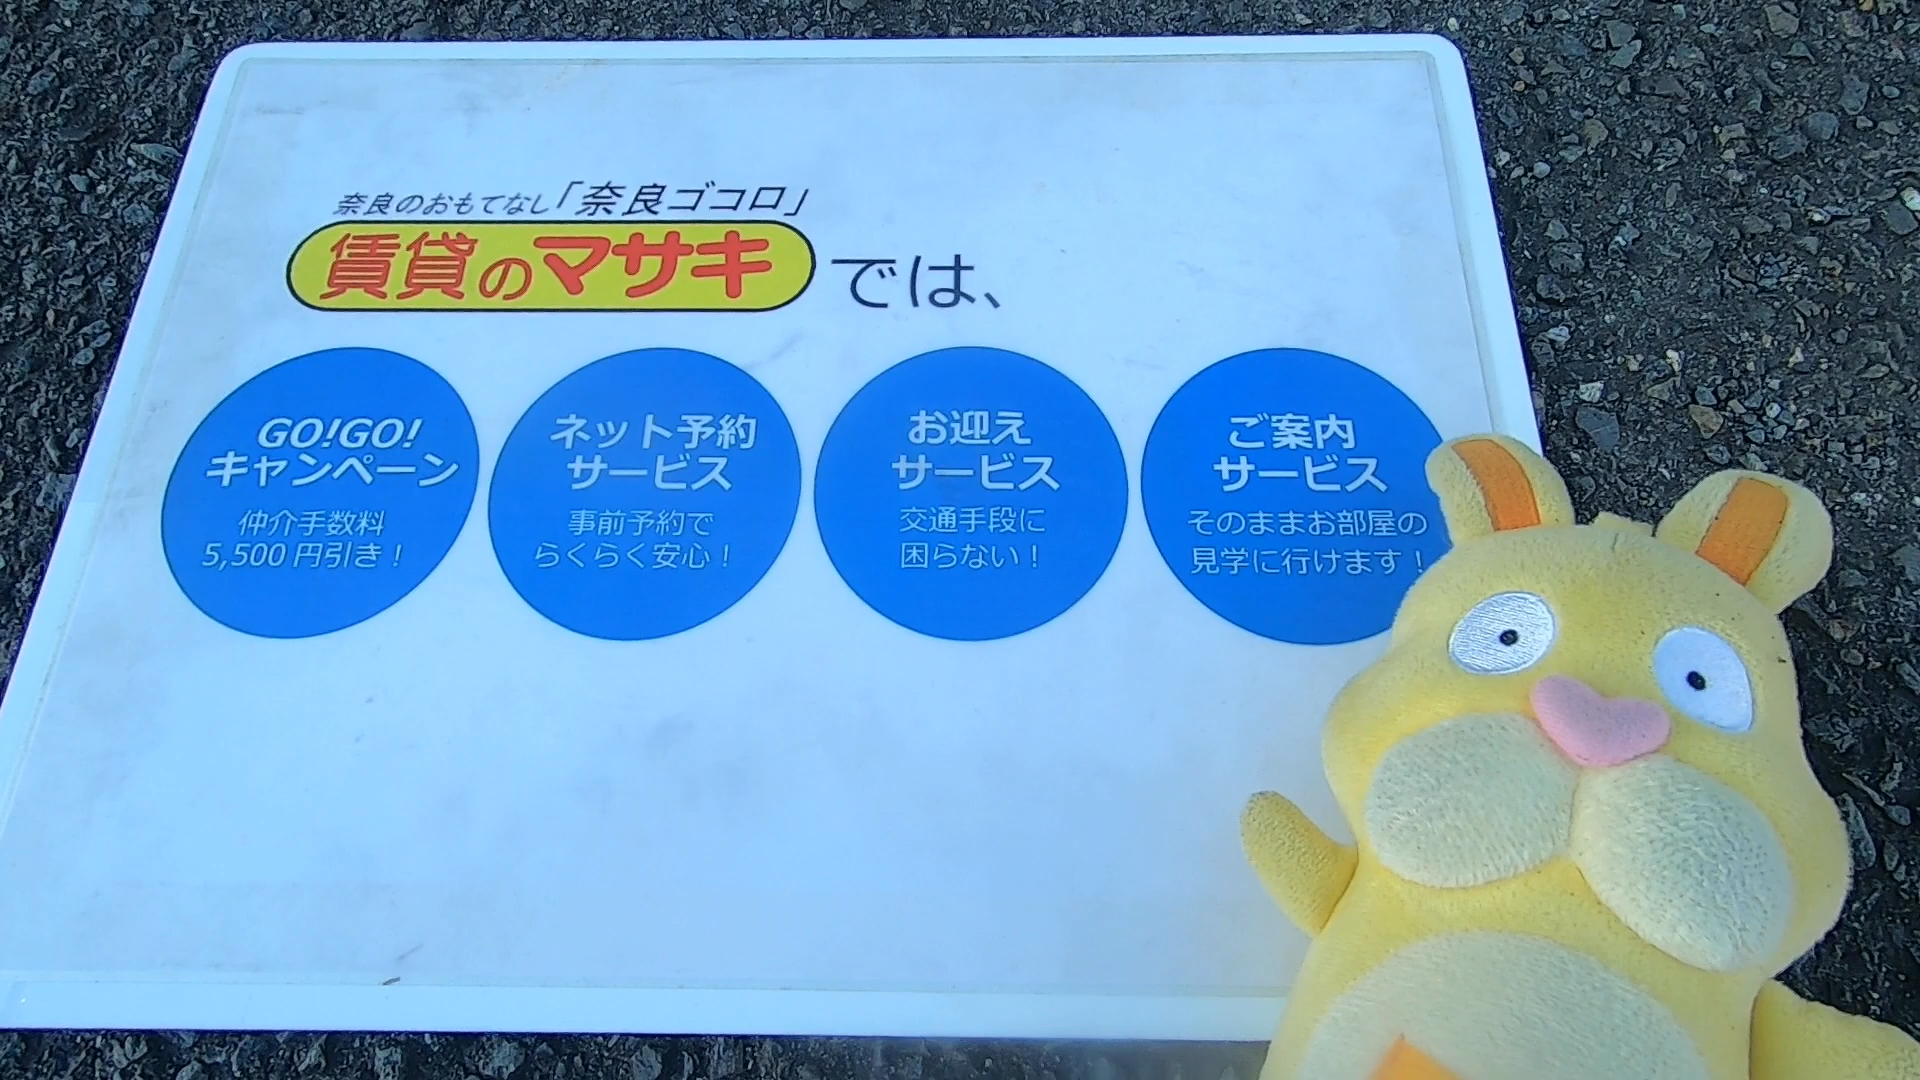 奈良のおもてなし「奈良ゴコロ」
賃貸のマサキでは、
GO!GO!
キャンペーン
仲介手数料
5,500円引き！
ネット予約
サービス
事前予約で
らくらく安心！
お迎え
サービス
交通手段に
困らない！
ご案内
サービス
そのままお部屋の
見学に行けます！